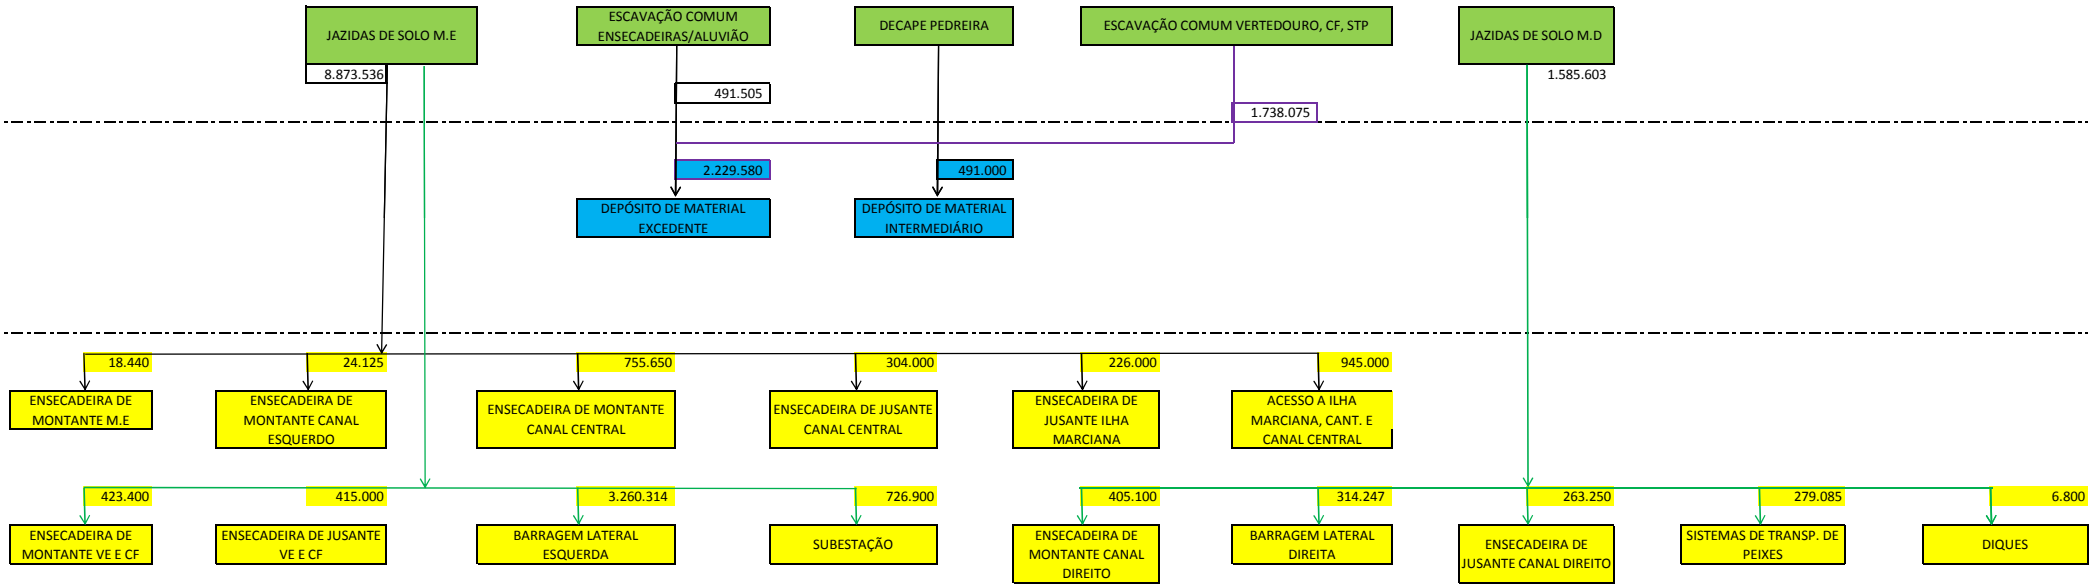 JAZIDAS DE SOLO M.E
ESCAVAÇÃO COMUM
ENSECADEIRAS/ALUVIÃO
DECAPE PEDREIRA
ESCAVAÇÃO COMUM VERTEDOURO, CF, STP
JAZIDAS DE SOLO M.D
8.873.536
1.585.603
491.505
1.738.075
2.229.580
491.000
DEPÓSITO DE MATERIAL
EXCEDENTE
DEPÓSITO DE MATERIAL
INTERMEDIÁRIO
18.440
24.125
755.650
304.000
226.000
945.000
ENSECADEIRA DE
MONTANTE M.E
ENSECADEIRA DE
MONTANTE CANAL
ESQUERDO
ENSECADEIRA DE MONTANTE
CANAL CENTRAL
ENSECADEIRA DE JUSANTE
CANAL CENTRAL
ENSECADEIRA DE
JUSANTE ILHA
MARCIANA
ACESSO A ILHA
MARCIANA, CANT. E
CANAL CENTRAL
423.400
415.000
3.260.314
726.900
405.100
314.247
263.250
279.085
6.800
ENSECADEIRA DE
MONTANTE VE E CF
ENSECADEIRA DE JUSANTE
VE E CF
BARRAGEM LATERAL
ESQUERDA
SUBESTAÇÃO
ENSECADEIRA DE
MONTANTE CANAL
DIREITO
BARRAGEM LATERAL
DIREITA
ENSECADEIRA DE
JUSANTE CANAL DIREITO
SISTEMAS DE TRANSP. DE
PEIXES
DIQUES